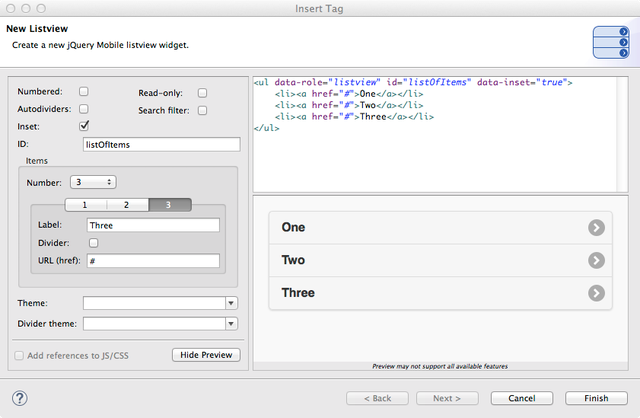 Insert Tag
New Listview
Create a new jQuery Mobile listview widget.
Numbered:
Read-only:
Autodividers:
Search filter:
Inset:
ID:
listOfItems
Items
Number:
3
1
2
3
Label:
Three
Divider:
URL (href):
#
Theme:
Divider theme:
Add references to JS/CSS
Hide Preview
<ul data-role="listview" id="listOfItems" data-inset="true">
<li><a href="#">One</a></li>
<li><a href="#">Two</a></li>
<li><a href="#">Three</a></li>
</ul>
One
Two
Three
Preview may not support all available features
?
< Back
Next >
Cancel
Finish